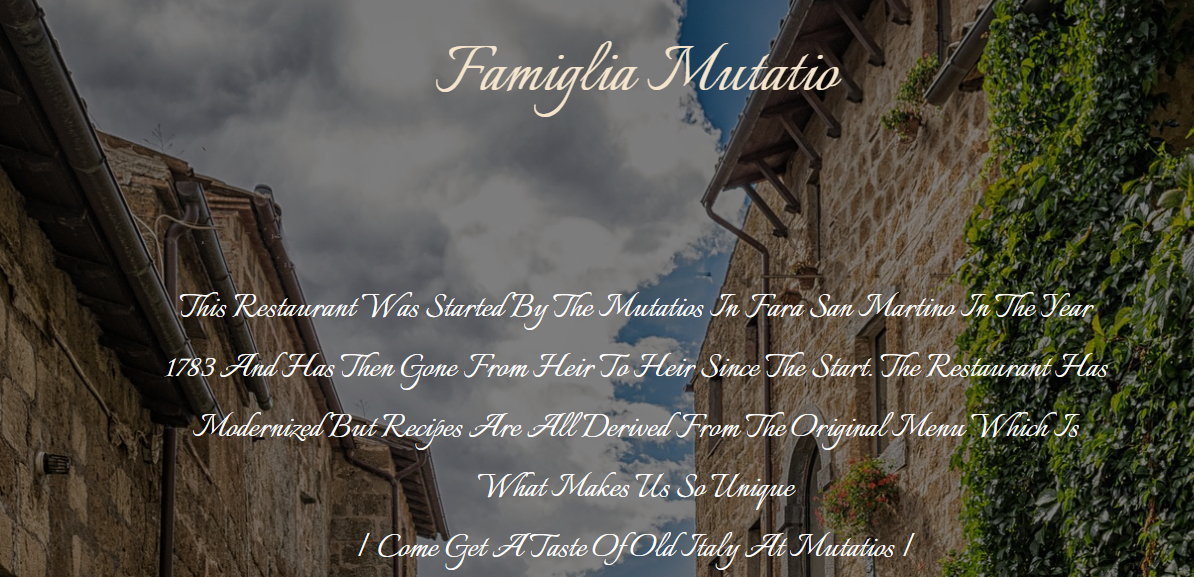 Famiglia Mutatio
This Restaurant Was Started By The Mutatios In Fara San Martino In The Year
1783 And Has Then Gone From Heir To Heir Since The Start. The Restaurant Has
Modernized But Recipes Are All Derived From The Original Menu Which Is
What Makes Us So Unique
| Come Get A Taste Of Old Italy At Mutatios |